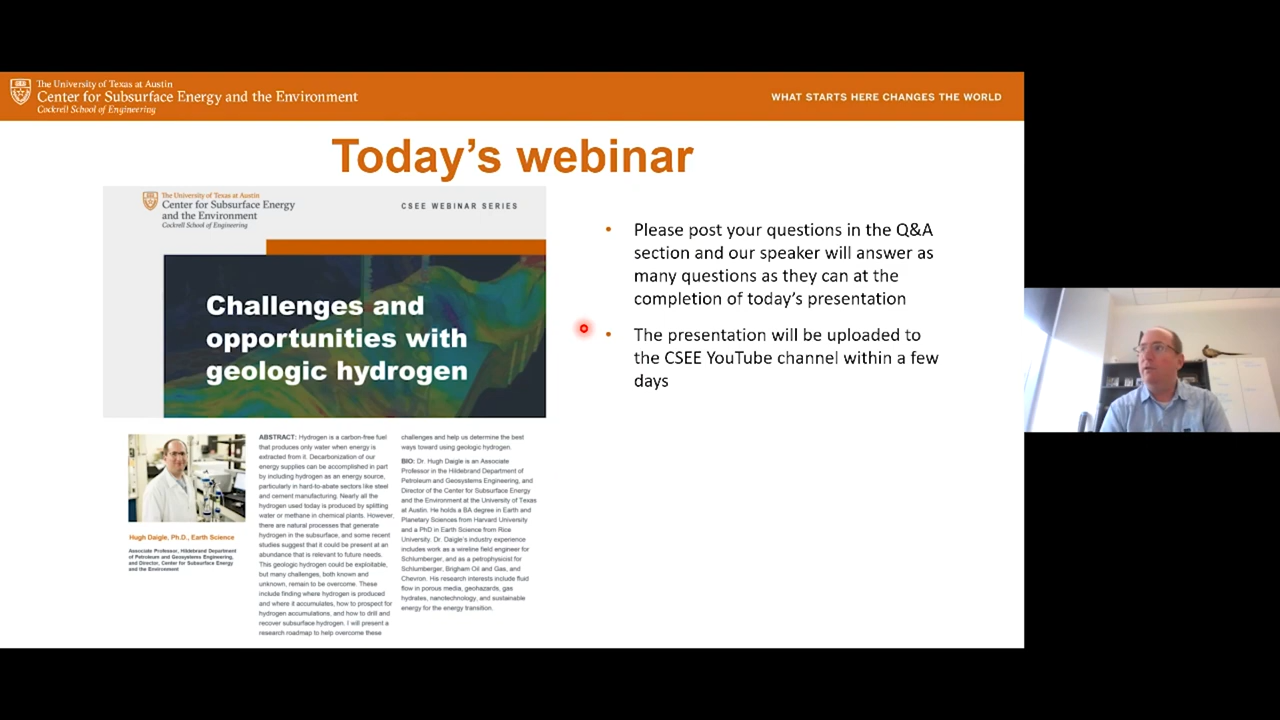 The University of Texas at Austin
Center for Subsurface Energy and the Environment
Cockrell School of Engineering
WHAT STARTS HERE CHANGES THE WORLD
Today's webinar
The University of Texas at Austin
Center for Subsurface Energy
and the Environment
Cockrell School of Engineering
CSEE WEBINAR SERIES
Challenges and
opportunities with
geologic hydrogen
Hugh Daigle, Ph.D., Earth Science
Associate Professor, Hildebrand Department
of Petroleum and Geosystems Engineering,
and Director, Center for Subsurface Energy
and the Environment
ABSTRACT: Hydrogen is a carbon-free fuel
that produces only water when energy is
extracted from it. Decarbonization of our
energy supplies can be accomplished in part
by including hydrogen as an energy source,
particularly in hard-to-abate sectors like steel
and cement manufacturing. Nearly all the
hydrogen used today is produced by splitting
water or methane in chemical plants. However,
there are natural processes that generate
hydrogen in the subsurface, and some recent
studies suggest that it could be present at an
abundance that is relevant to future needs.
This geologic hydrogen could be exploitable,
but many challenges, both known and
unknown, remain to be overcome. These
include finding where hydrogen is produced
and where it accumulates, how to prospect for
hydrogen accumulations, and how to drill and
recover subsurface hydrogen. I will present a
research roadmap to help overcome these
challenges and help us determine the best
ways toward using geologic hydrogen.
BIO: Dr. Hugh Daigle is an Associate
Professor in the Hildebrand Department of
Petroleum and Geosystems Engineering, and
Director of the Center for Subsurface Energy
and the Environment at the University of Texas
at Austin. He holds a BA degree in Earth and
Planetary Sciences from Harvard University
and a PhD in Earth Science from Rice
University. Dr. Daigle's industry experience
includes work as a wireline field engineer for
Schlumberger, and as a petrophysicist for
Schlumberger, Brigham Oil and Gas, and
Chevron. His research interests include fluid
flow in porous media, geohazards, gas
hydrates, nanotechnology, and sustainable
energy for the energy transition.
• Please post your questions in the Q&A
section and our speaker will answer as
many questions as they can at the
completion of today's presentation
• The presentation will be uploaded to
the CSEE YouTube channel within a few
days